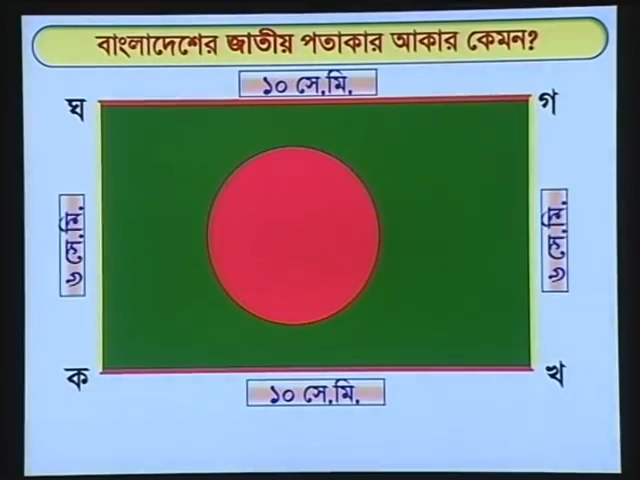 বাংলাদেশের জাতীয় পতাকার আকার কেমন?
১০ সে.মি.
ঘ
গ
৬ সে.মি.
৬ সে.মি.
ক
খ
১০ সে.মি.